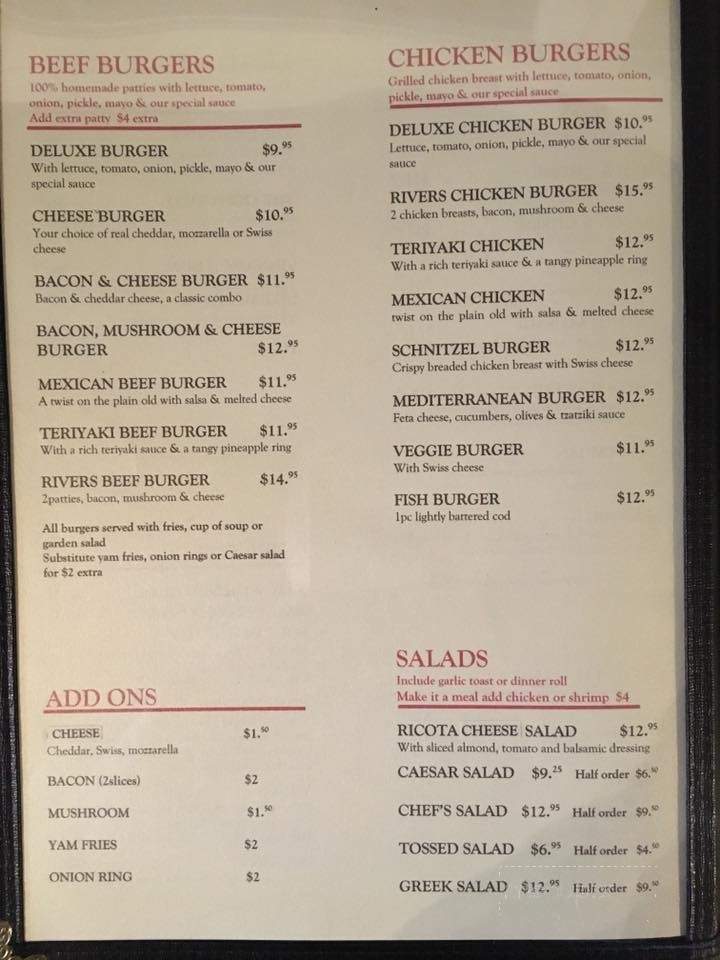 BEEF BURGERS
100% homemade patties with lettuce, tomato,
onion, pickle, mayo & our special sauce
Add extra patty $4 extra
DELUXE BURGER $9.95
With lettuce, tomato, onion, pickle, mayo & our
special sauce
CHEESE BURGER $10.95
Your choice of real cheddar, mozzarella or Swiss
cheese
BACON & CHEESE BURGER $11.95
Bacon & cheddar cheese, a classic combo
BACON, MUSHROOM & CHEESE
BURGER $12.95
MEXICAN BEEF BURGER $11.95
A twist on the plain old with salsa & melted cheese
TERIYAKI BEEF BURGER $11.95
With a rich teriyaki sauce & a tangy pineapple ring
RIVERS BEEF BURGER $14.95
2patties, bacon, mushroom & cheese
All burgers served with fries, cup of soup or
garden salad
Substitute yam fries, onion rings or Caesar salad
for $2 extra
ADD ONS
CHEESE $1.50
Cheddar, Swiss, mozzarella
BACON (2slices) $2
MUSHROOM $1.50
YAM FRIES $2
ONION RING $2
CHICKEN BURGERS
Grilled chicken breast with lettuce, tomato, onion,
pickle, mayo & our special sauce
DELUXE CHICKEN BURGER $10.95
Lettuce, tomato, onion, pickle, mayo & our special
sauce
RIVERS CHICKEN BURGER $15.95
2 chicken breasts, bacon, mushroom & cheese
TERIYAKI CHICKEN $12.95
With a rich teriyaki sauce & a tangy pineapple ring
MEXICAN CHICKEN $12.95
twist on the plain old with salsa & melted cheese
SCHNITZEL BURGER $12.95
Crispy breaded chicken breast with Swiss cheese
MEDITERRANEAN BURGER $12.95
Feta cheese, cucumbers, olives & tzatziki sauce
VEGGIE BURGER $11.95
With Swiss cheese
FISH BURGER $12.95
1pc lightly battered cod
SALADS
Include garlic toast or dinner roll
Make it a meal add chicken or shrimp $4
RICOTA CHEESE SALAD $12.95
With sliced almond, tomato and balsamic dressing
CAESAR SALAD $9.25 Half order $6.50
CHEF'S SALAD $12.95 Half order $9.50
TOSSED SALAD $6.95 Half order $4.50
GREEK SALAD $12.95 Half order $9.50